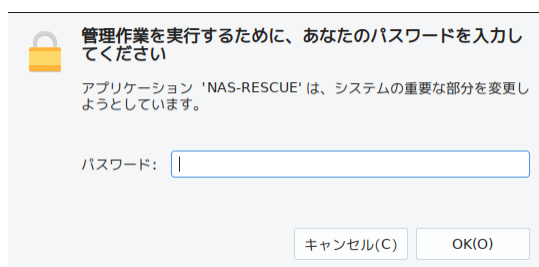 管理作業を実行するために、あなたのパスワードを入力し
てください
アプリケーション 'NAS-RESCUE' は、システムの重要な部分を変更し
ようとしています。
パスワード:
キャンセル(C) OK(O)